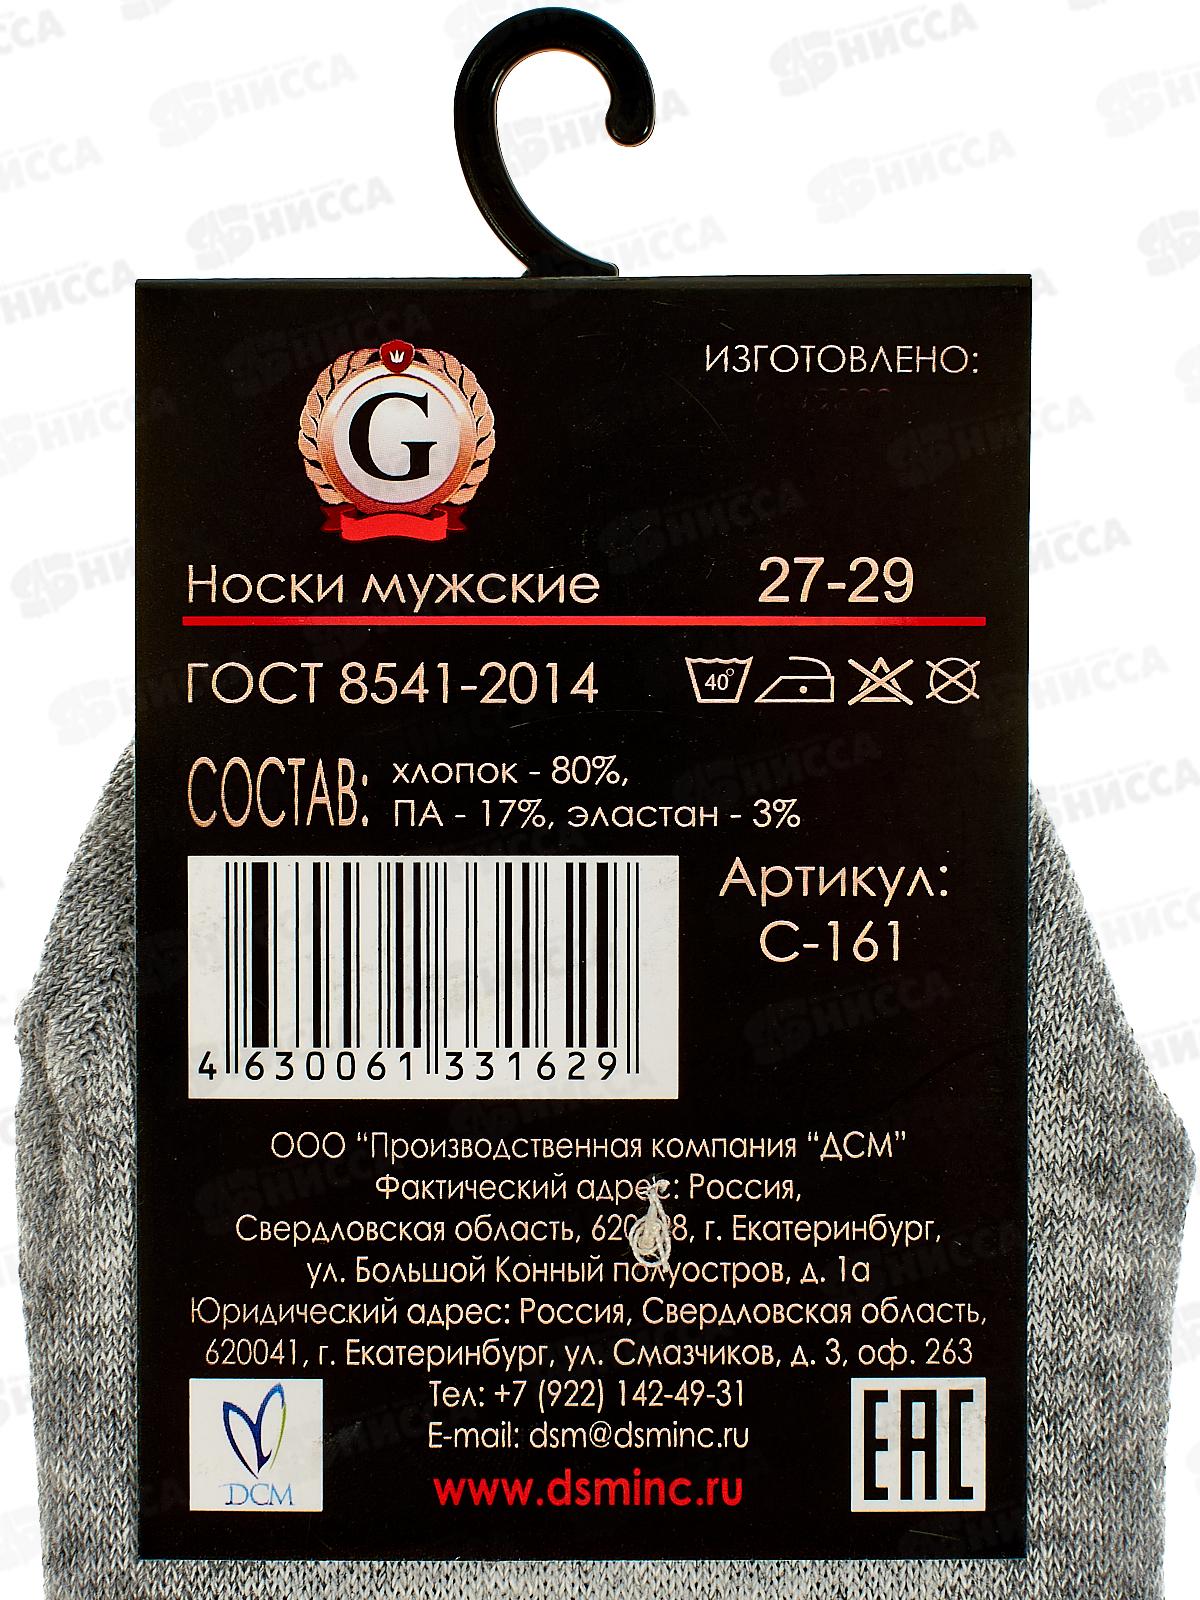 G
ИЗГОТОВЛЕНО:
Носки мужские 27-29
ГОСТ 8541-2014 40°
СОСТАВ: хлопок - 80%,
ПА - 17%, эластан - 3%
Артикул:
С-161
4 630061 331629
ООО “Производственная компания “ДСМ”
Фактический адрес: Россия,
Свердловская область, г. Екатеринбург,
ул. Большой Конный полуостров, д. 1а
Юридический адрес: Россия, Свердловская область,
620041, г. Екатеринбург, ул. Смазчиков, д. 3, оф. 263
Тел: +7 (922) 142-49-31
E-mail: dsm@dsminc.ru
www.dsminc.ru
DCM
EAC
НИССА